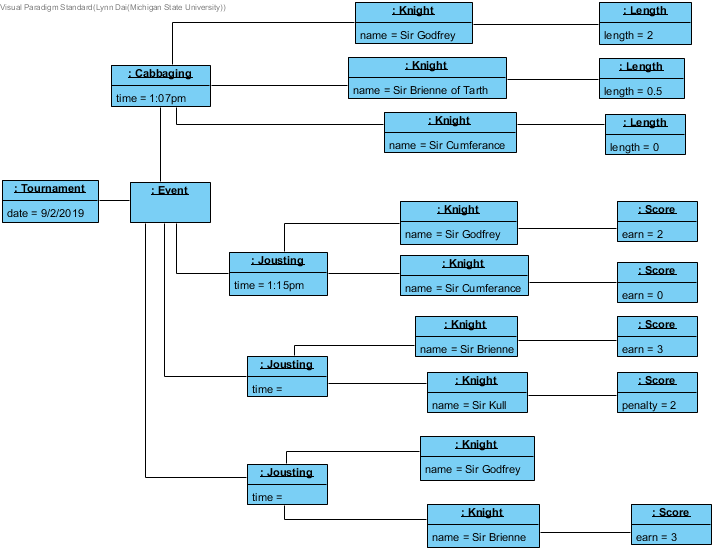 Visual Paradigm Standard(Lynn Dai(Michigan State University))
: Knight
name = Sir Godfrey
: Length
length = 2
: Cabbaging
time = 1:07pm
: Knight
name = Sir Brienne of Tarth
: Length
length = 0.5
: Knight
name = Sir Cumferance
: Length
length = 0
: Tournament
date = 9/2/2019
: Event
: Knight
name = Sir Godfrey
: Score
earn = 2
: Jousting
time = 1:15pm
: Knight
name = Sir Cumferance
: Score
earn = 0
: Knight
name = Sir Brienne
: Score
earn = 3
: Jousting
time =
: Knight
name = Sir Kull
: Score
penalty = 2
: Knight
name = Sir Godfrey
: Jousting
time =
: Knight
name = Sir Brienne
: Score
earn = 3